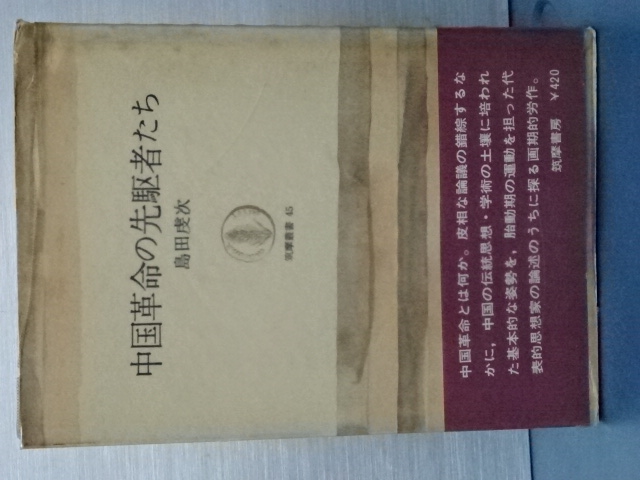 中国革命の先駆者たち
島田虔次
筑摩叢書 45
中国革命とは何か。皮相な論議の錯綜するな
かに，中国の伝統思想・学術の土壌に培われ
た基本的な姿勢を，胎動期の運動を担った代
表的思想家の論述のうちに探る画期的労作。
筑摩書房 ￥420